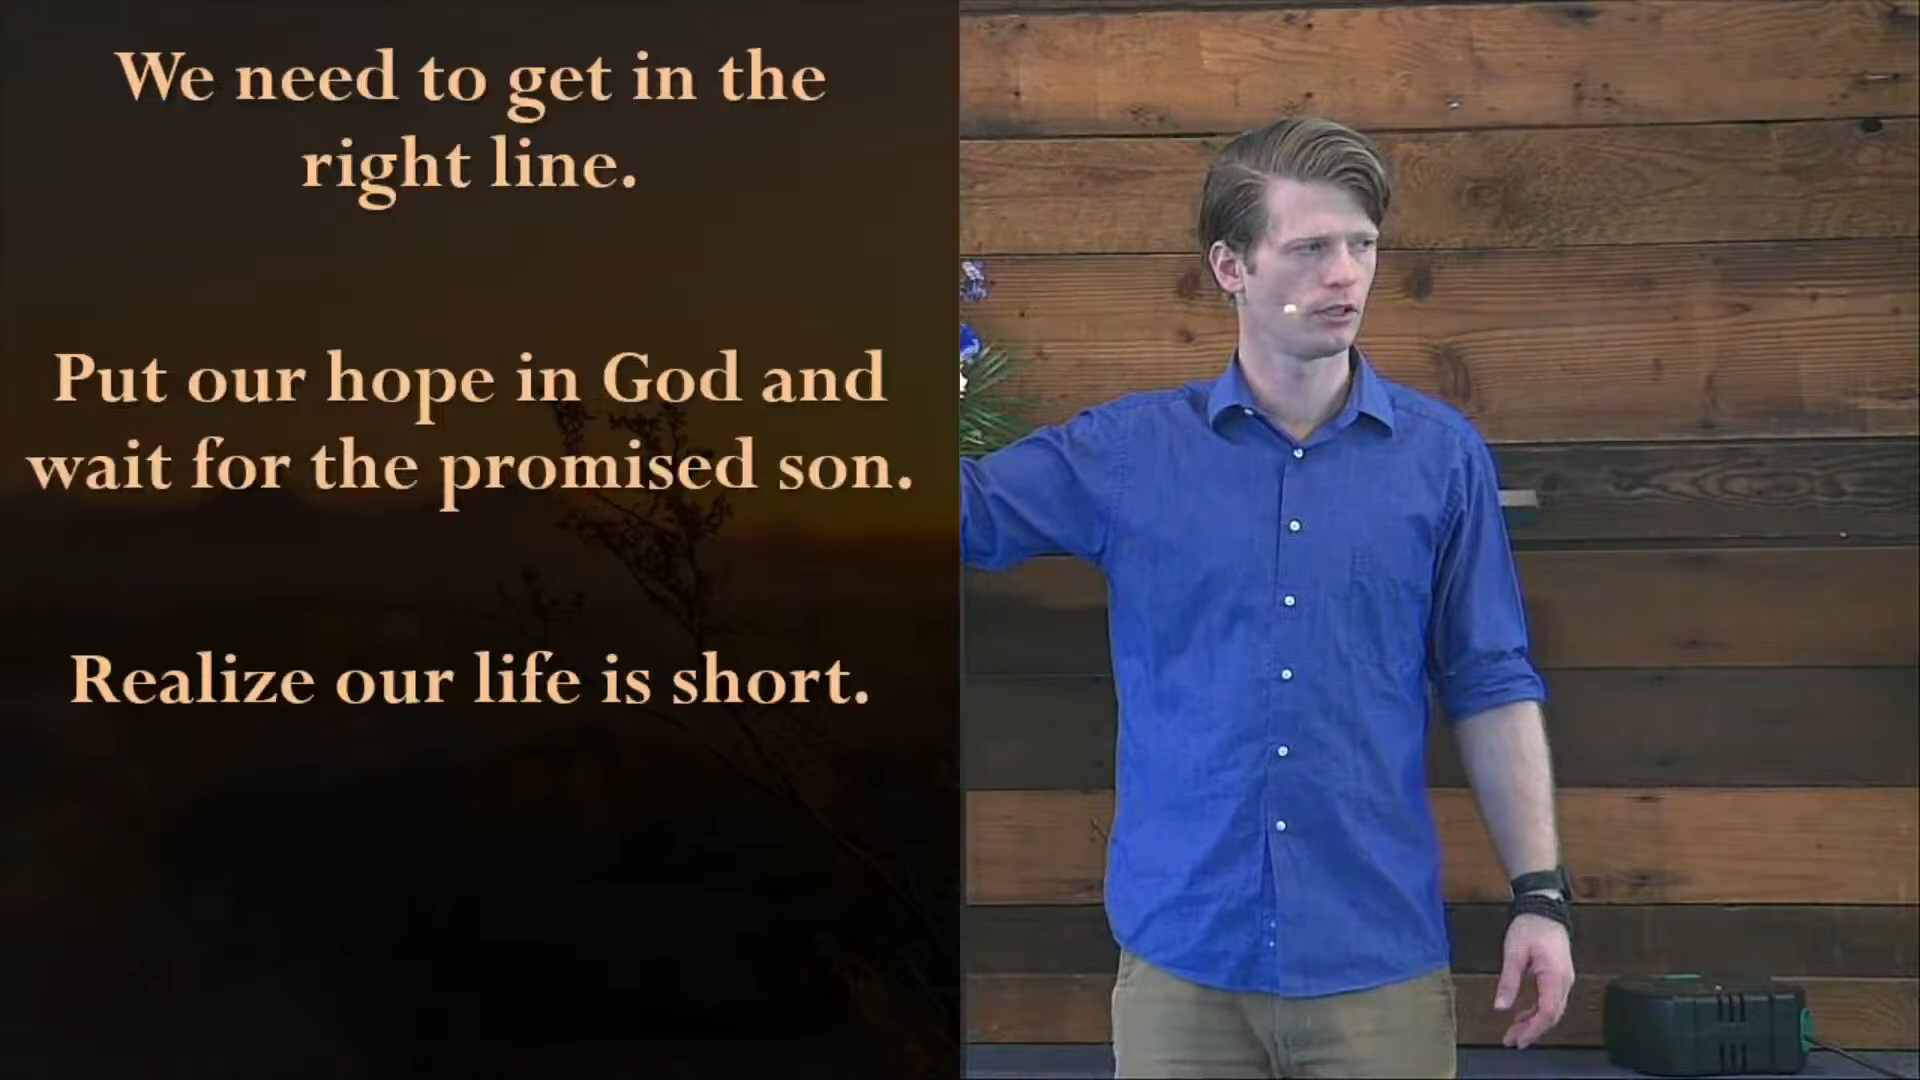 We need to get in the
right line.
Put our hope in God and
wait for the promised son.
Realize our life is short.